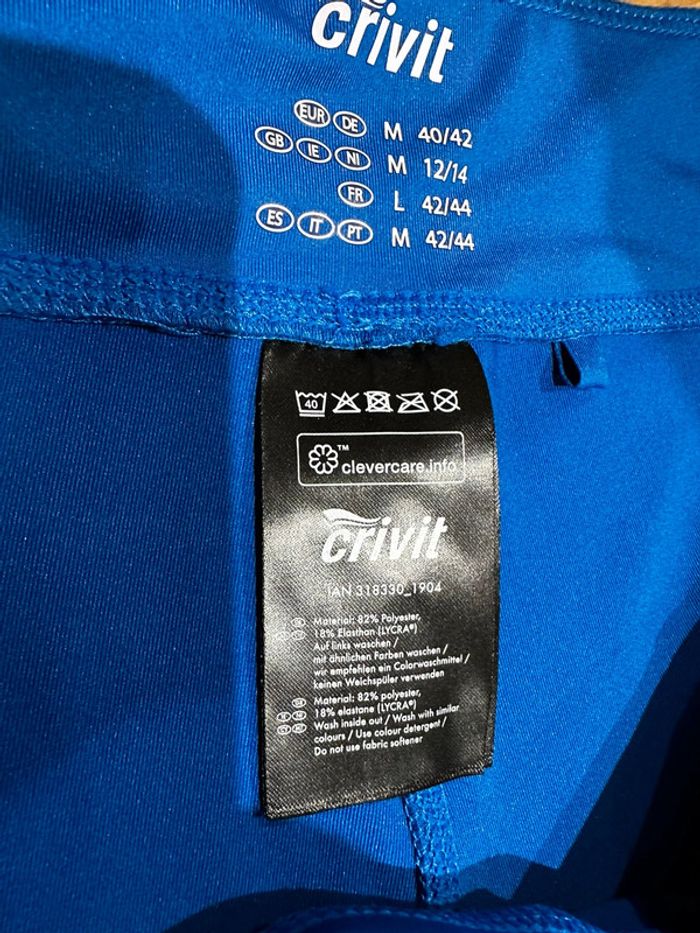 crivit
EUR DE M 40/42
GB IE NI M 12/14
FR L 42/44
ES IT PT M 42/44
40
™ clevercare.info
crivit
IAN 318330_1904
Material: 82% Polyester,
18% Elasthan (LYCRA®)
Auf links waschen /
mit ähnlichen Farben waschen /
wir empfehlen ein Colorwaschmittel /
keinen Weichspüler verwenden
Material: 82% polyester,
18% elastane (LYCRA®)
Wash inside out / Wash with similar
colours / Use colour detergent /
Do not use fabric softener